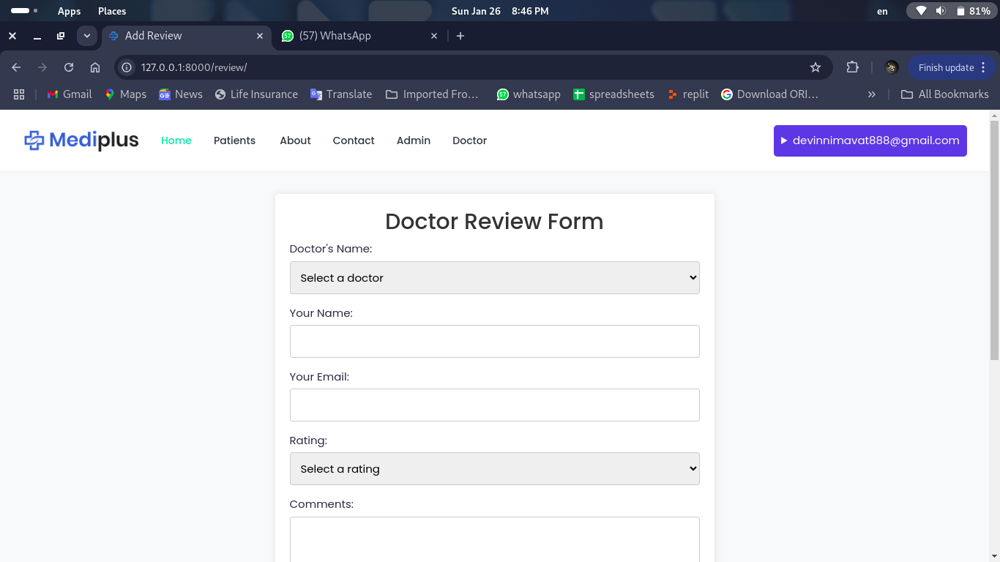 Apps Places Sun Jan 26 8:46 PM en 81%
Add Review (57) WhatsApp
127.0.0.1:8000/review/ Finish update
Gmail Maps News Life Insurance Translate Imported Fro… whatsapp spreadsheets replit Download ORI… » All Bookmarks
Mediplus Home Patients About Contact Admin Doctor devinnimavat888@gmail.com
Doctor Review Form
Doctor's Name:
Select a doctor
Your Name:
Your Email:
Rating:
Select a rating
Comments: